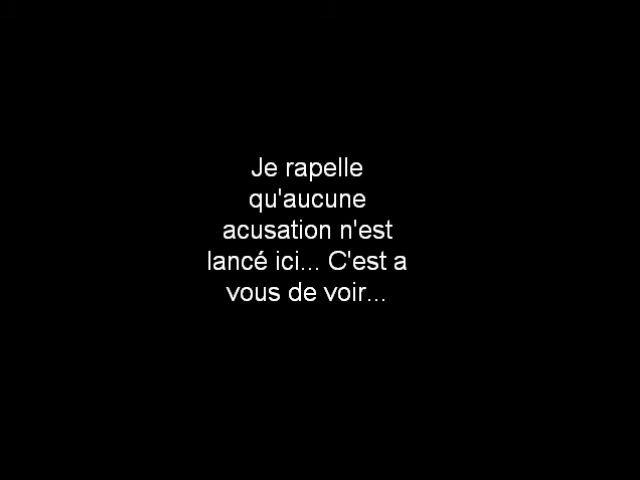 Je rapelle
qu'aucune
acusation n'est
lancé ici... C'est a
vous de voir...